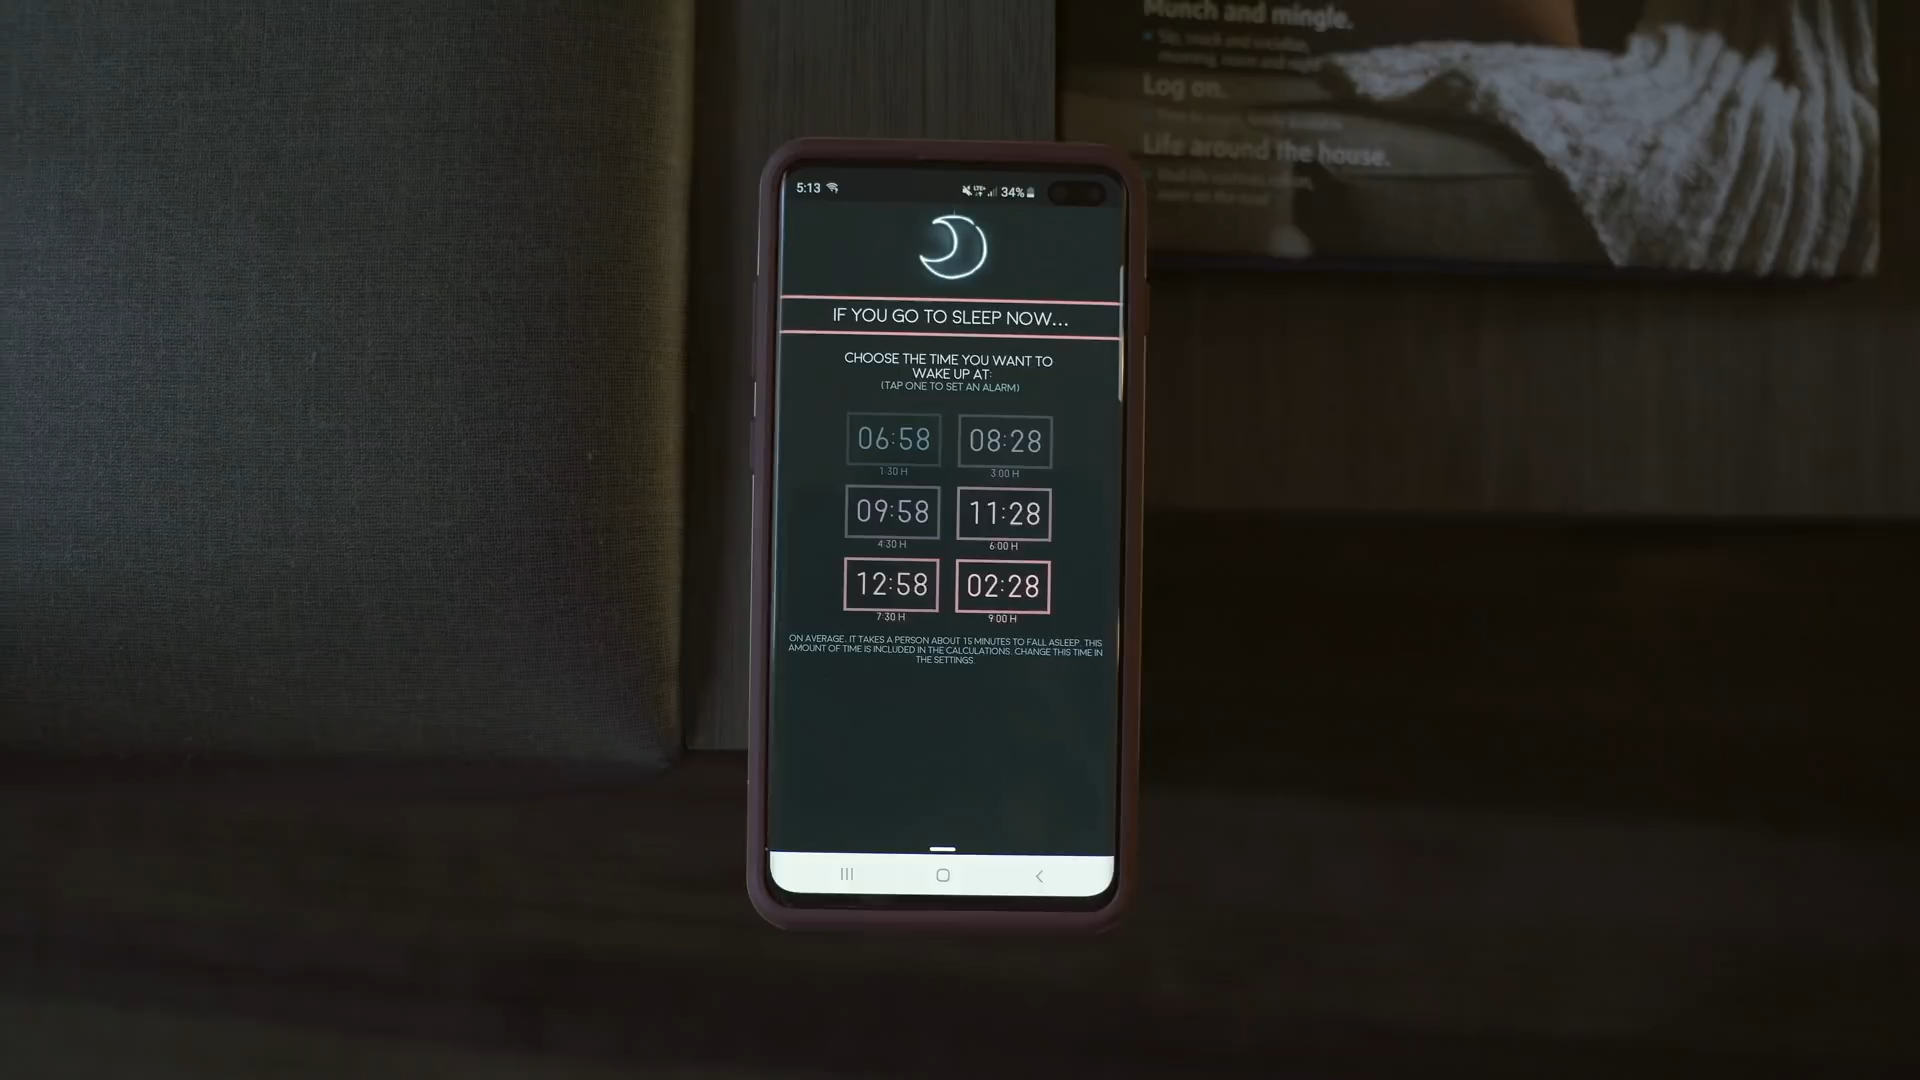 Munch and mingle.
Log on.
Life around the house.
5:13
34%
IF YOU GO TO SLEEP NOW...
CHOOSE THE TIME YOU WANT TO
WAKE UP AT:
(TAP ONE TO SET AN ALARM)
06:58 08:28
1:30 H 3:00 H
09:58 11:28
4:30 H 6:00 H
12:58 02:28
7:30 H 9:00 H
ON AVERAGE, IT TAKES A PERSON ABOUT 15 MINUTES TO FALL ASLEEP. THIS
AMOUNT OF TIME IS INCLUDED IN THE CALCULATIONS. CHANGE THIS TIME IN
THE SETTINGS.